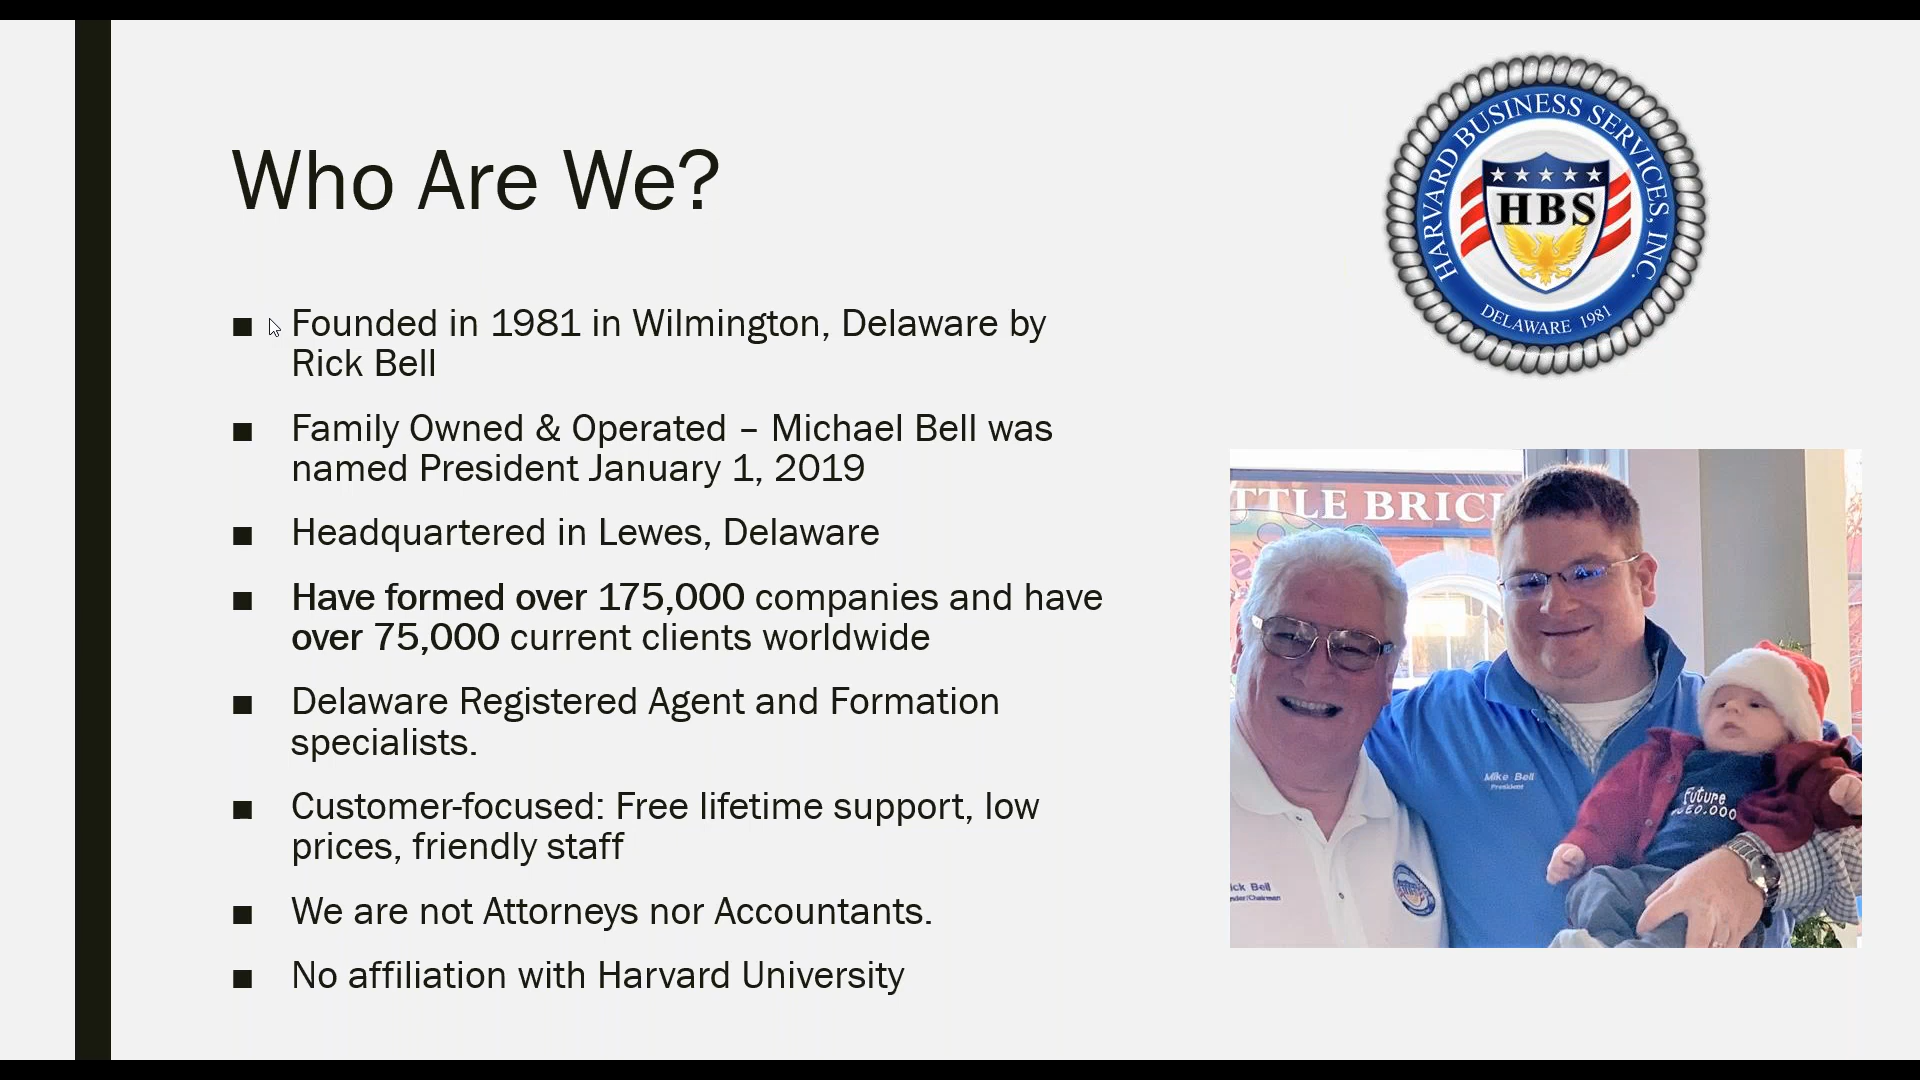 Who Are We?
■ Founded in 1981 in Wilmington, Delaware by
Rick Bell
■ Family Owned & Operated – Michael Bell was
named President January 1, 2019
■ Headquartered in Lewes, Delaware
■ Have formed over 175,000 companies and have
over 75,000 current clients worldwide
■ Delaware Registered Agent and Formation
specialists.
■ Customer-focused: Free lifetime support, low
prices, friendly staff
■ We are not Attorneys nor Accountants.
■ No affiliation with Harvard University
HARVARD BUSINESS SERVICES, INC.
HBS
DELAWARE 1981
TTLE BRIC
Mike Bell
President
Future
ick Bell